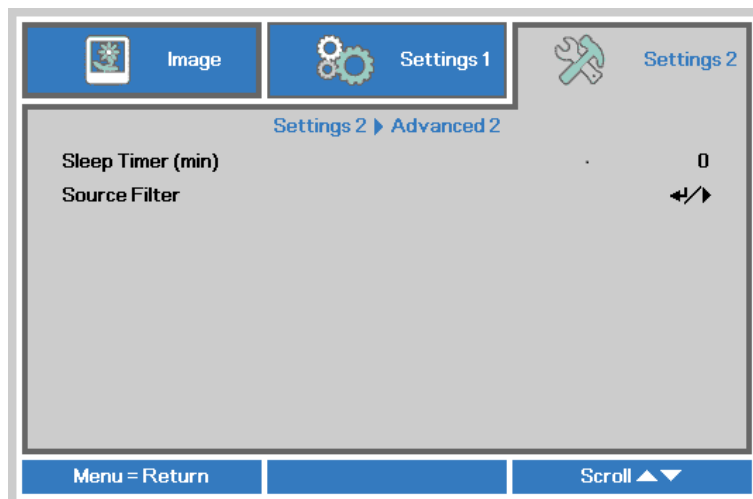 Image
Settings 1
Settings 2
Settings 2 ▶ Advanced 2
Sleep Timer (min) 0
Source Filter ↵/▶
Menu = Return
Scroll ▲▼